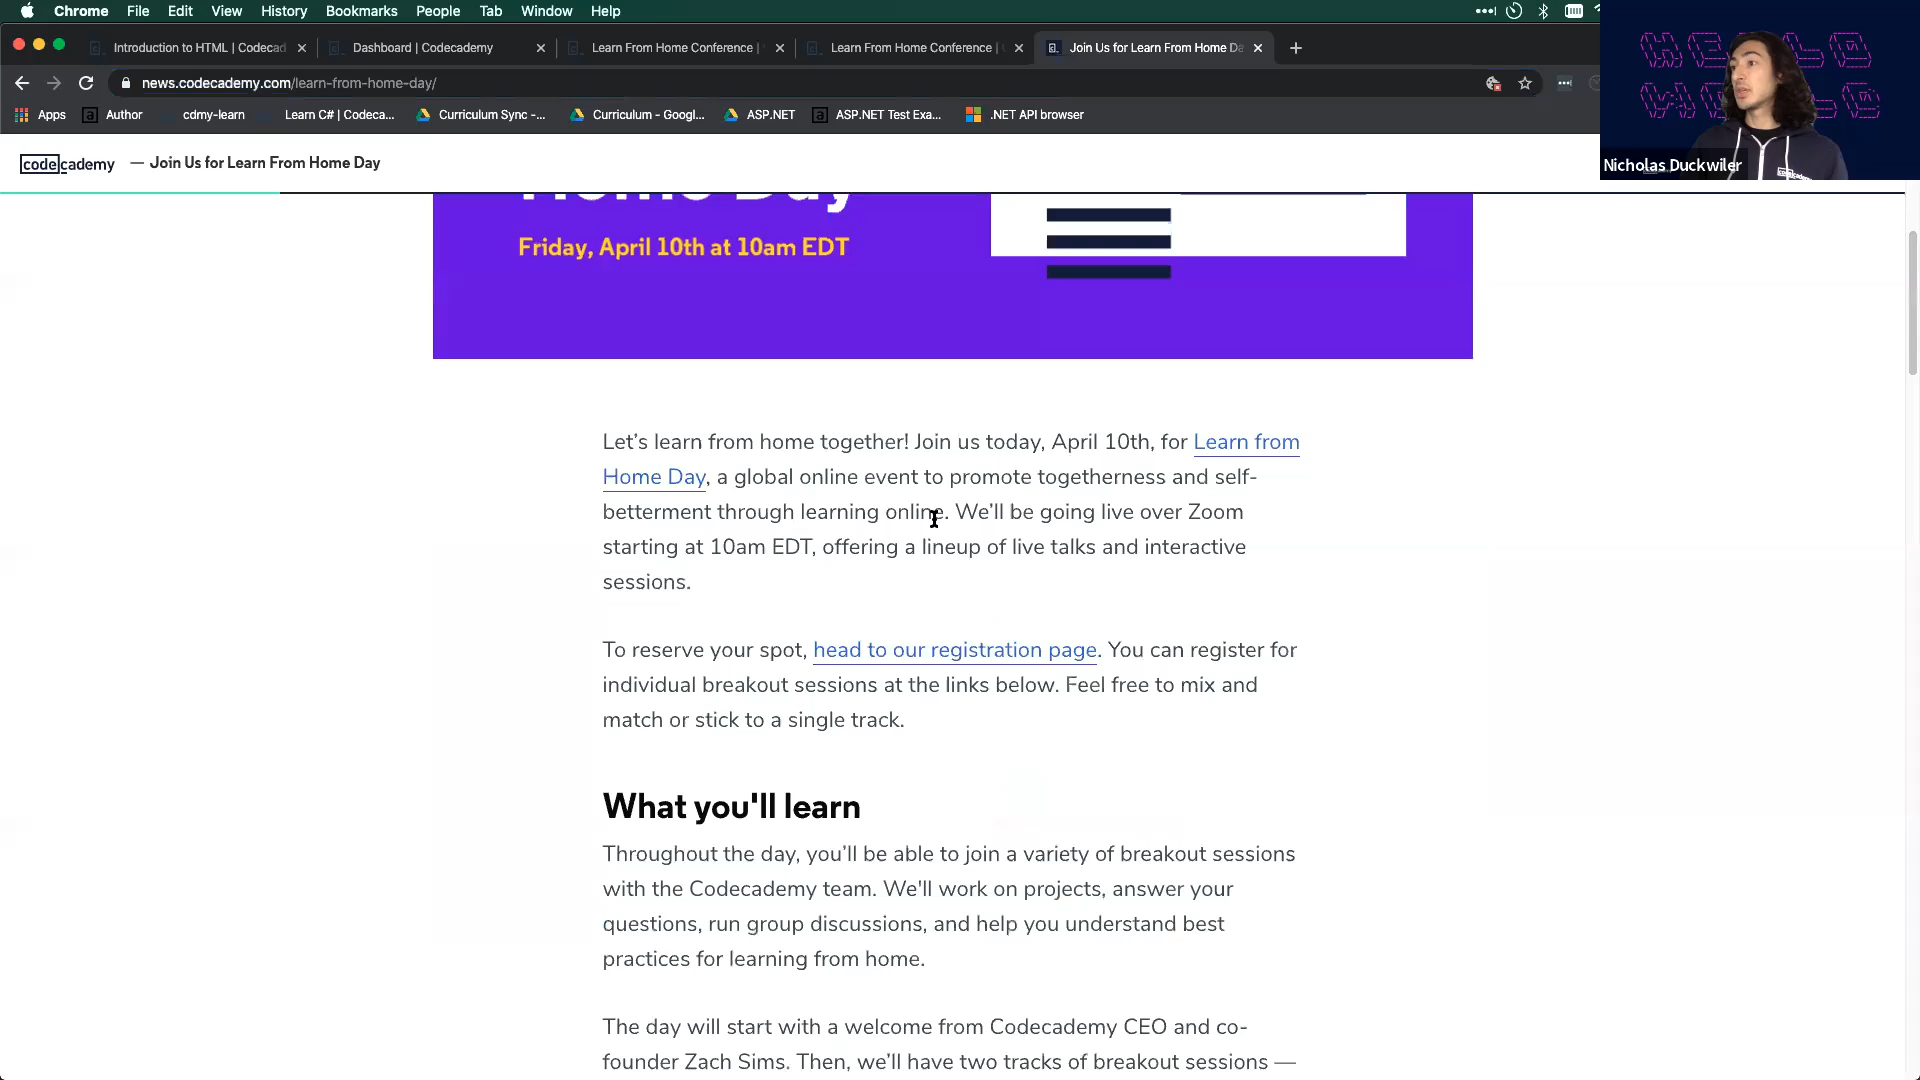 Chrome File Edit View History Bookmarks People Tab Window Help
Introduction to HTML | Codecad
Dashboard | Codecademy
Learn From Home Conference |
Learn From Home Conference |
Join Us for Learn From Home Da
news.codecademy.com/learn-from-home-day/
Apps
Author
cdmy-learn
Learn C# | Codeca...
Curriculum Sync -...
Curriculum - Googl...
ASP.NET
ASP.NET Test Exa...
.NET API browser
Nicholas Duckwiler
codecademy — Join Us for Learn From Home Day
Home Day
Friday, April 10th at 10am EDT
Let’s learn from home together! Join us today, April 10th, for Learn from
Home Day, a global online event to promote togetherness and self-
betterment through learning online. We’ll be going live over Zoom
starting at 10am EDT, offering a lineup of live talks and interactive
sessions.
To reserve your spot, head to our registration page. You can register for
individual breakout sessions at the links below. Feel free to mix and
match or stick to a single track.
What you'll learn
Throughout the day, you’ll be able to join a variety of breakout sessions
with the Codecademy team. We'll work on projects, answer your
questions, run group discussions, and help you understand best
practices for learning from home.
The day will start with a welcome from Codecademy CEO and co-
founder Zach Sims. Then, we’ll have two tracks of breakout sessions —